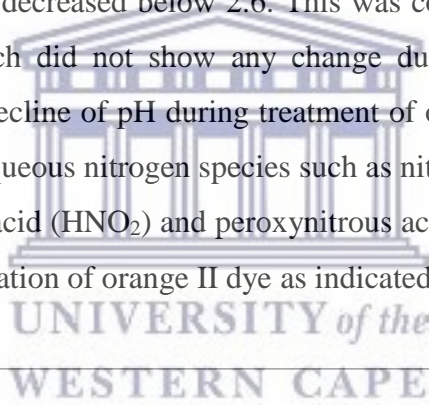 decreased below 2.6. This was co
ch did not show any change du
ecline of pH during treatment of o
queous nitrogen species such as nit
acid (HNO₂) and peroxynitrous ac
ation of orange II dye as indicated
UNIVERSITY of the
WESTERN CAPE